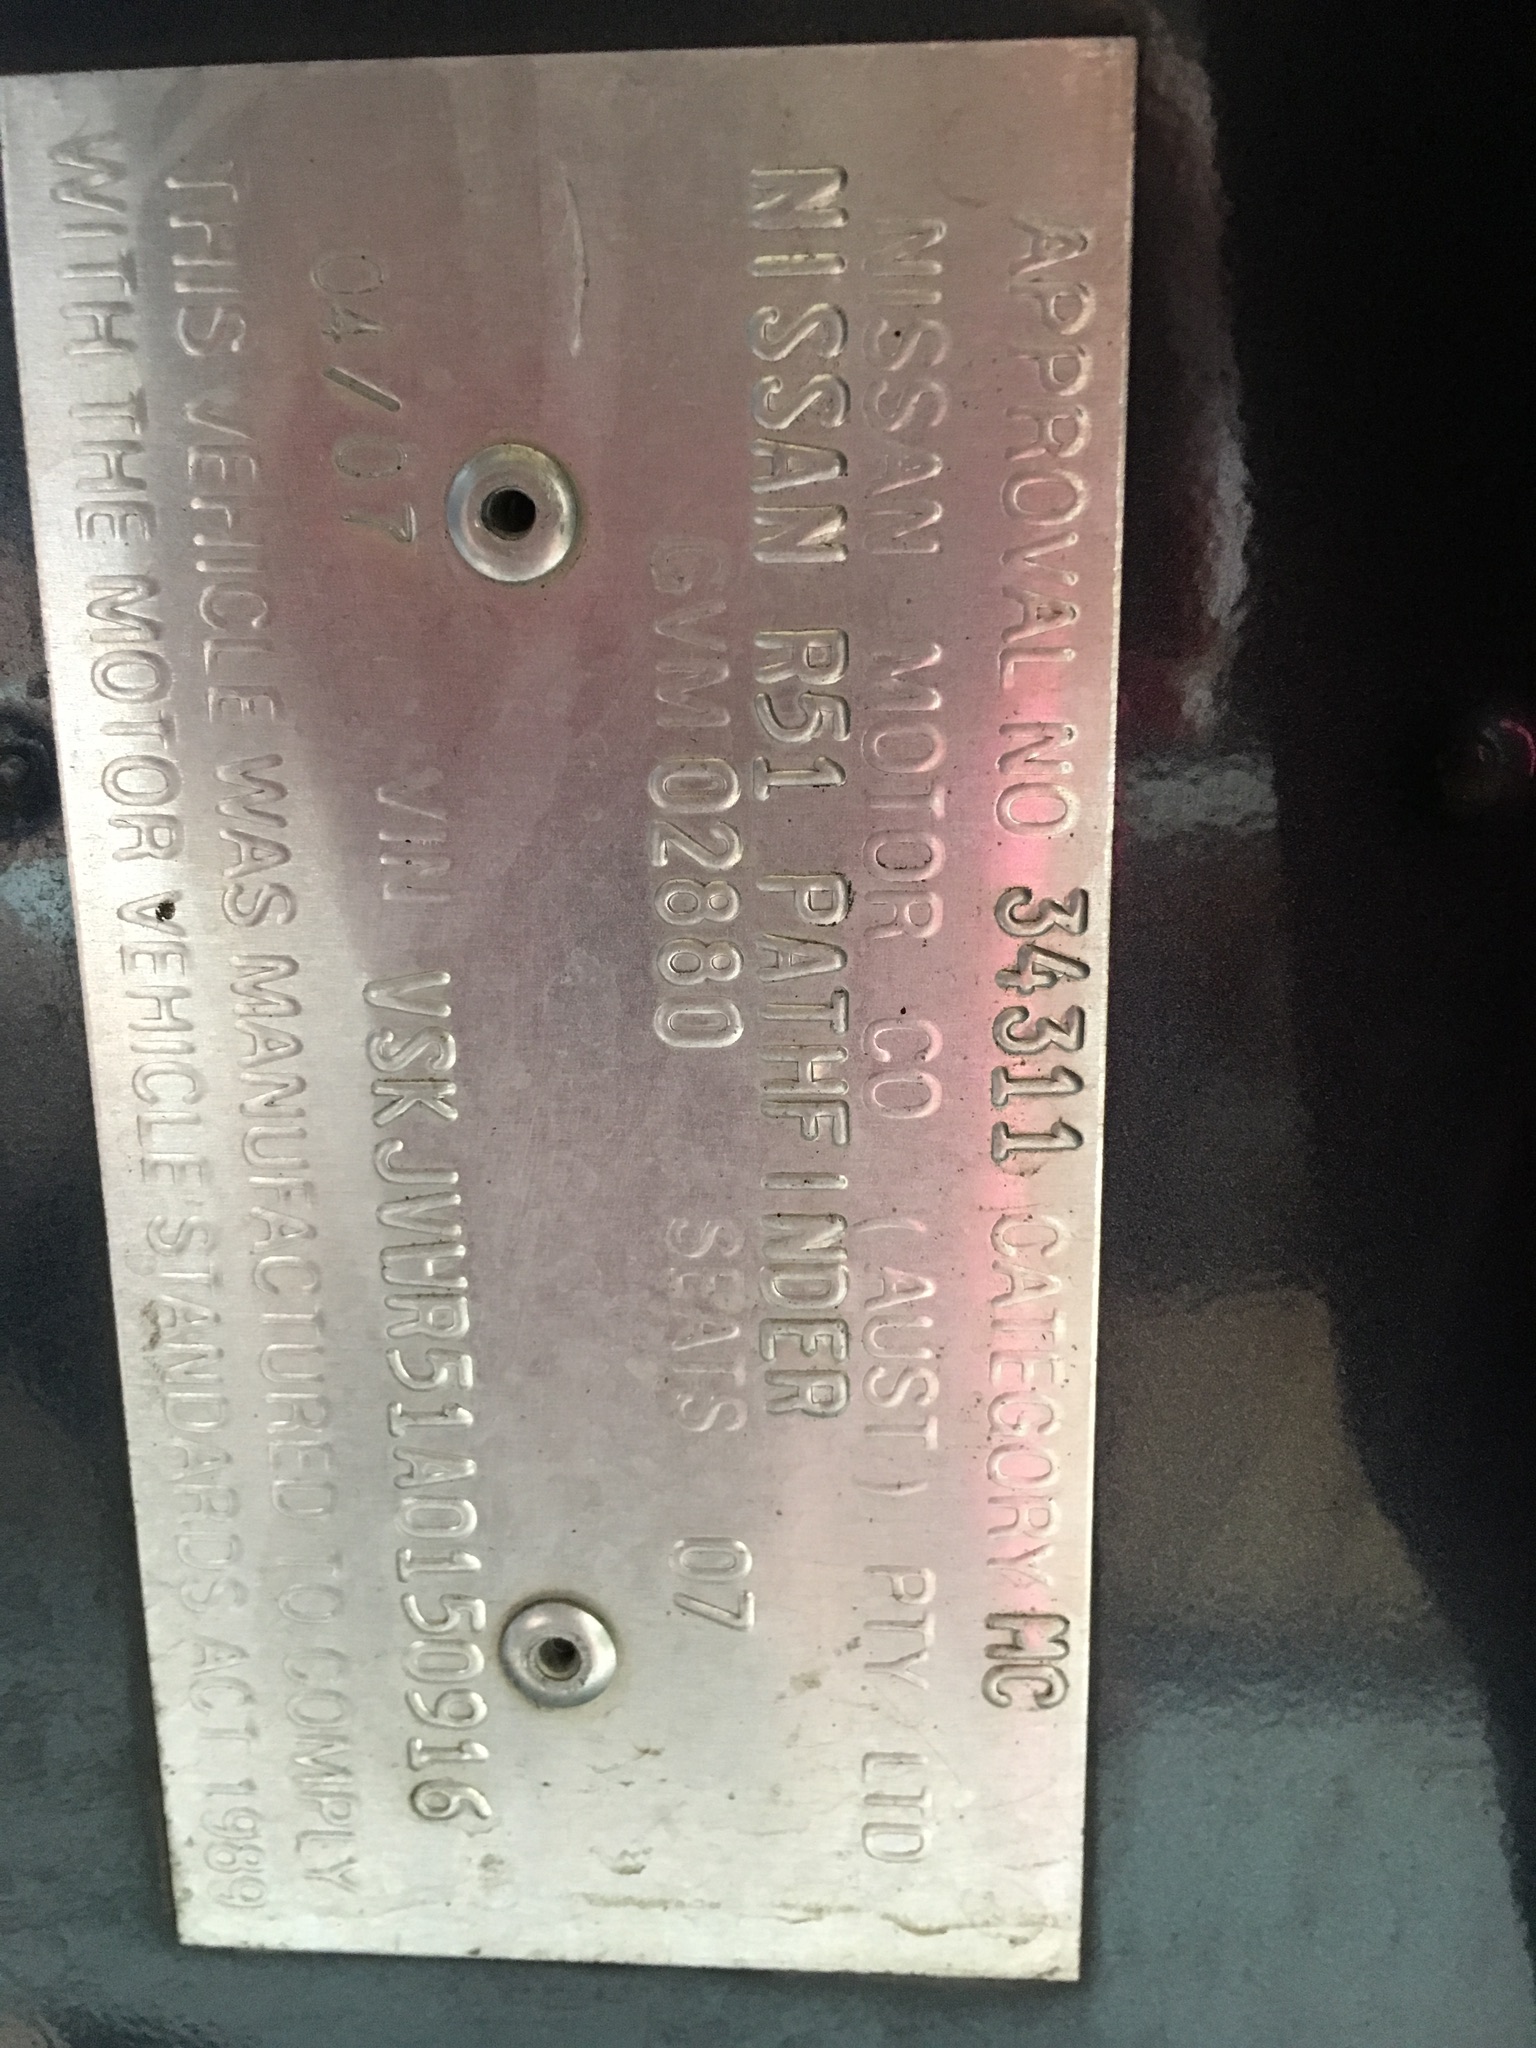 APPROVAL NO 34311 CATEGORY MC
NISSAN MOTOR CO (AUST) PTY LTD
NISSAN R51 PATHFINDER
GVM 02880 SEATS 07
04/07 VIN VSKJVWR51A0150916
THIS VEHICLE WAS MANUFACTURED TO COMPLY
WITH THE MOTOR VEHICLE STANDARDS ACT 1989